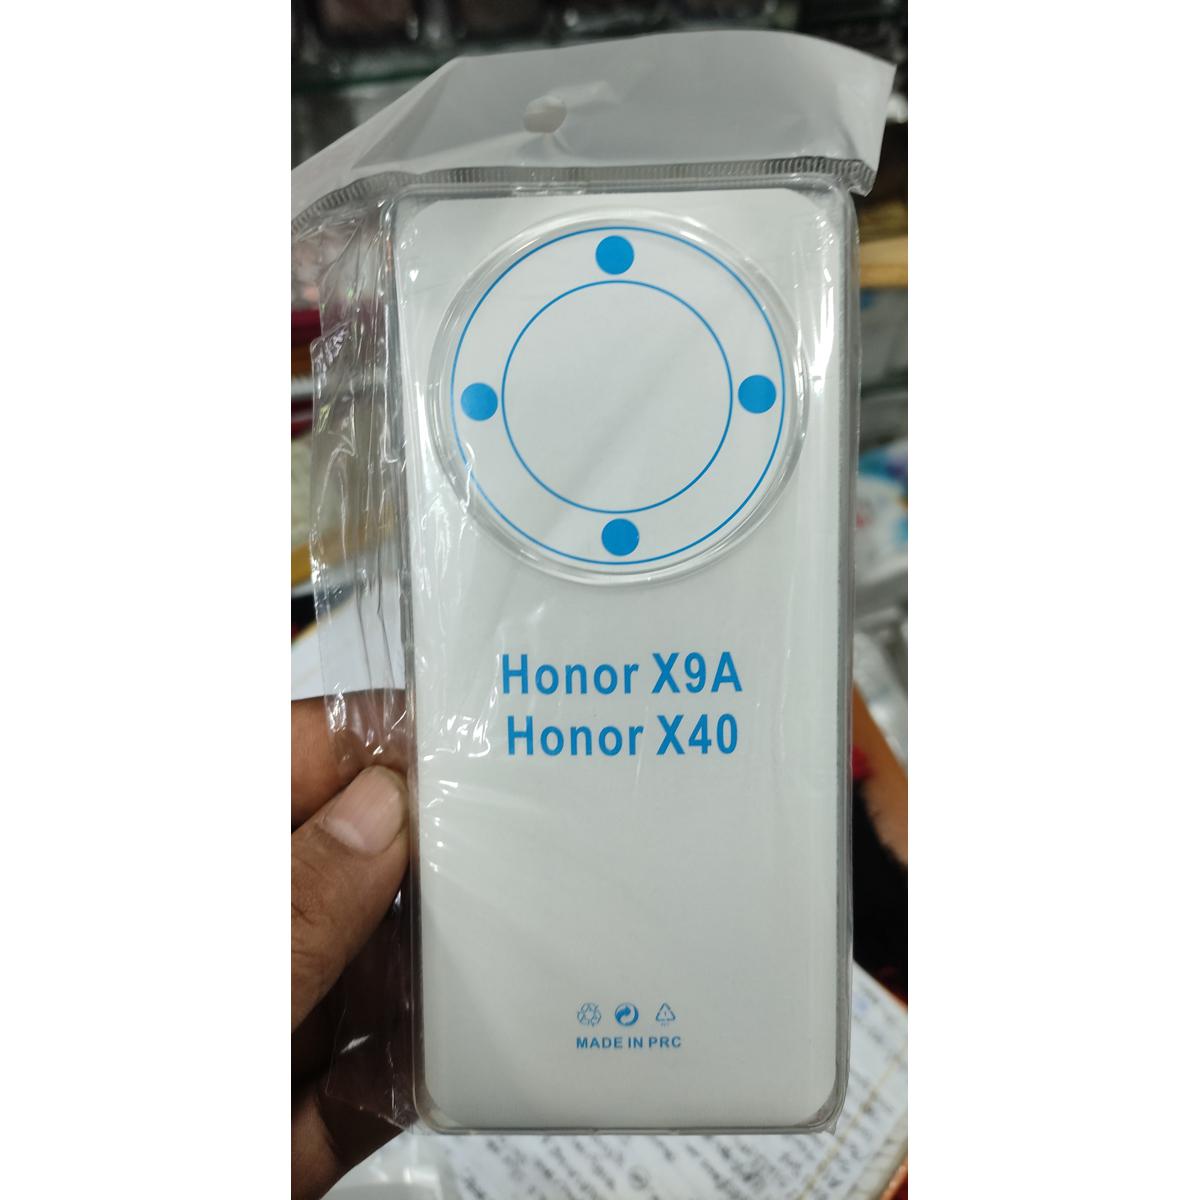 Honor X9A
Honor X40
MADE IN PRC